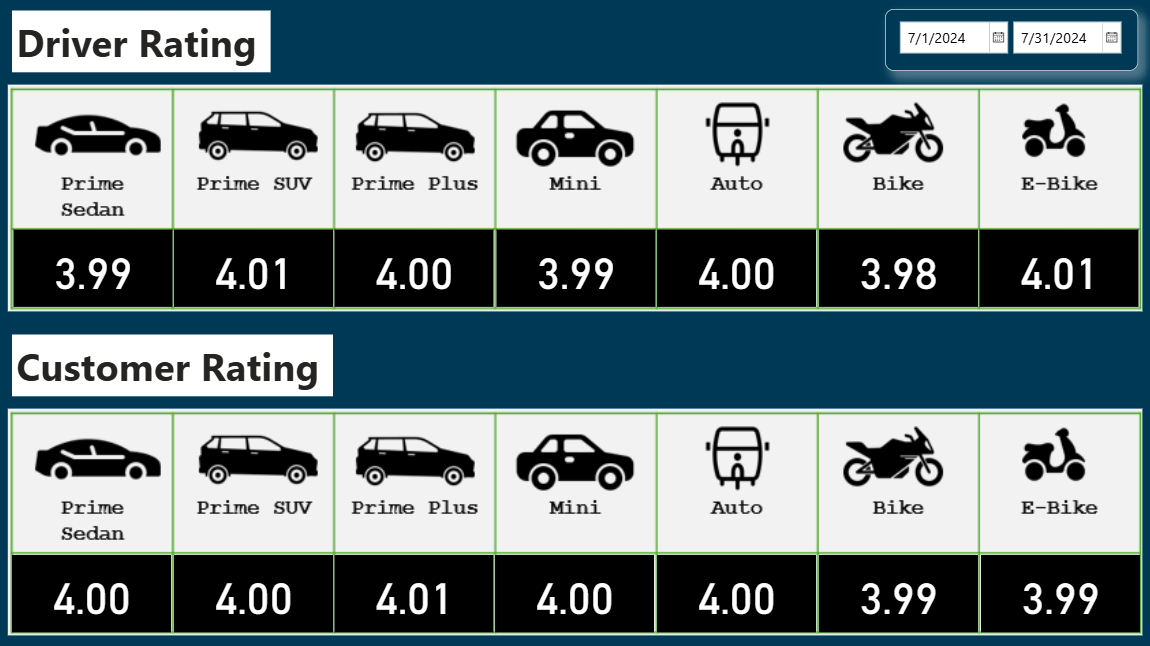 Driver Rating
7/1/2024 7/31/2024
Prime Sedan Prime SUV Prime Plus Mini Auto Bike E-Bike
3.99 4.01 4.00 3.99 4.00 3.98 4.01
Customer Rating
Prime Sedan Prime SUV Prime Plus Mini Auto Bike E-Bike
4.00 4.00 4.01 4.00 4.00 3.99 3.99